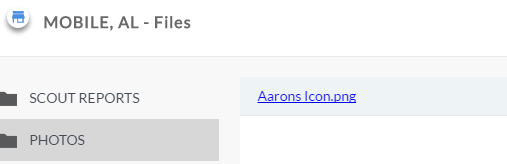 MOBILE, AL - Files
SCOUT REPORTS
PHOTOS
Aarons Icon.png